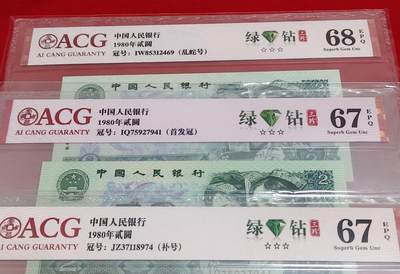 ACG
AI CANG GUARANTY
中国人民银行
1980年贰圆
冠号：IW85312469（乱蛇号）
绿 钻
☆☆☆
68 EPQ
Superb Gem Unc
中国人民银行
ACG
AI CANG GUARANTY
中国人民银行
1980年贰圆
冠号：IQ75927941（首发冠）
绿 钻
☆☆☆
67 EPQ
Superb Gem Unc
中国人民银行
ACG
AI CANG GUARANTY
中国人民银行
1980年贰圆
冠号：JZ37118974（补号）
绿 钻
☆☆☆
67 EPQ
Superb Gem Unc